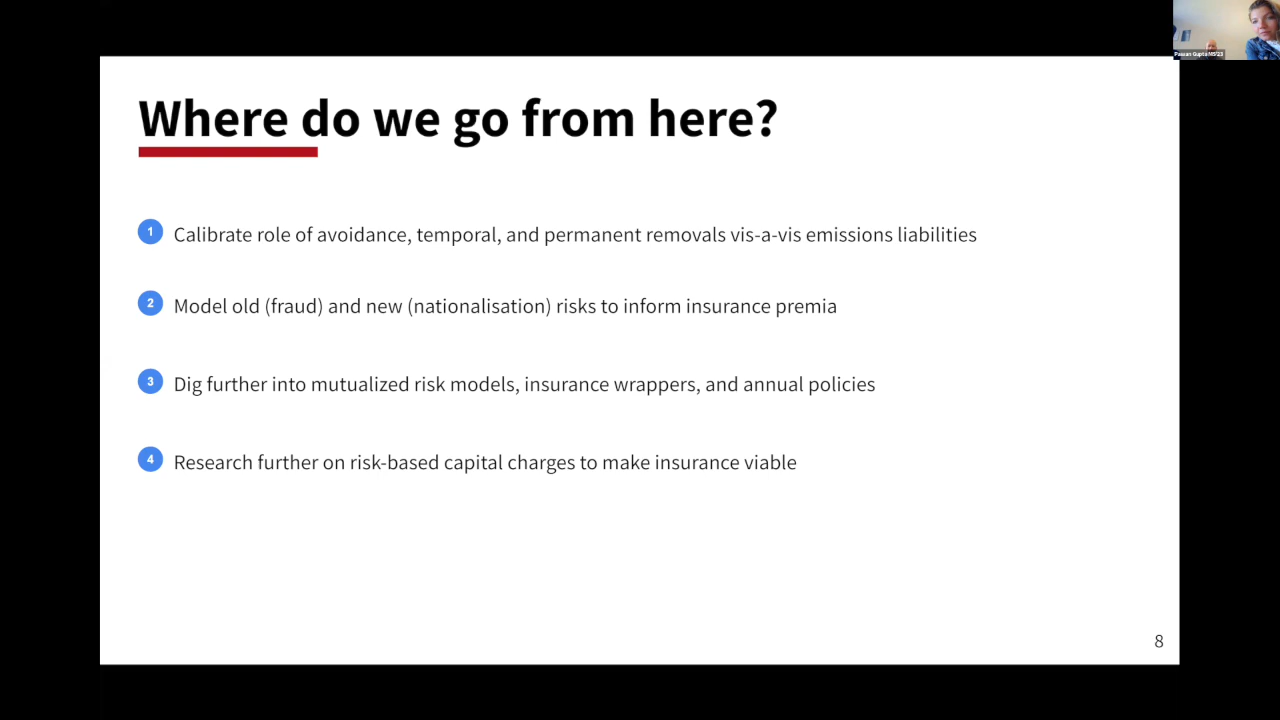 Where do we go from here?
1 Calibrate role of avoidance, temporal, and permanent removals vis-a-vis emissions liabilities
2 Model old (fraud) and new (nationalisation) risks to inform insurance premia
3 Dig further into mutualized risk models, insurance wrappers, and annual policies
4 Research further on risk-based capital charges to make insurance viable
8